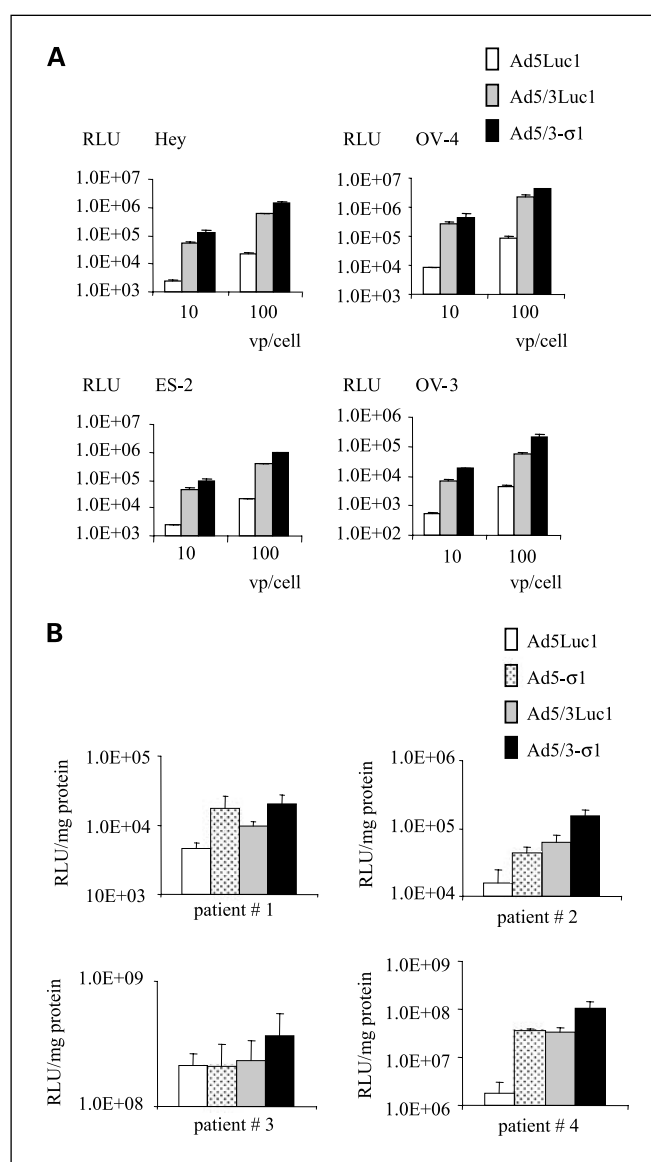 A
Ad5Luc1
Ad5/3Luc1
Ad5/3-σ1
RLU Hey
1.0E+07
1.0E+06
1.0E+05
1.0E+04
1.0E+03
10 100
vp/cell
RLU OV-4
1.0E+07
1.0E+06
1.0E+05
1.0E+04
1.0E+03
10 100
vp/cell
RLU ES-2
1.0E+07
1.0E+06
1.0E+05
1.0E+04
1.0E+03
10 100
vp/cell
RLU OV-3
1.0E+06
1.0E+05
1.0E+04
1.0E+03
1.0E+02
10 100
vp/cell
B
Ad5Luc1
Ad5-σ1
Ad5/3Luc1
Ad5/3-σ1
RLU/mg protein
1.0E+05
1.0E+04
10E+03
patient # 1
RLU/mg protein
1.0E+06
1.0E+05
1.0E+04
patient # 2
RLU/mg protein
1.0E+09
1.0E+08
patient # 3
RLU/mg protein
1.0E+09
1.0E+08
1.0E+07
1.0E+06
patient # 4